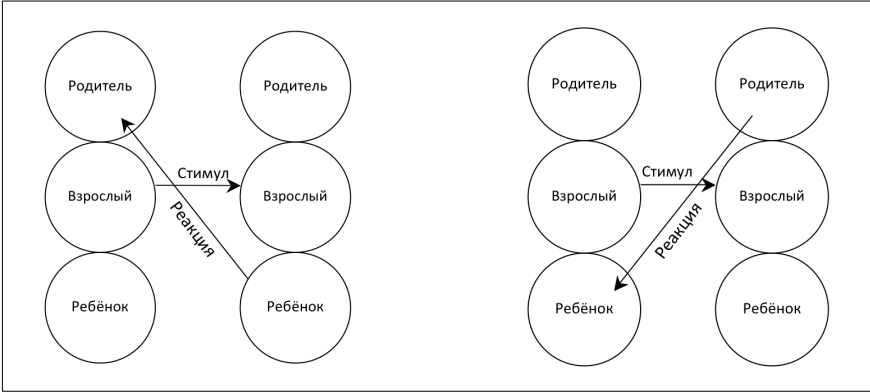 Родитель
Родитель
Стимул
Взрослый
Взрослый
Реакция
Ребёнок
Ребёнок
Родитель
Родитель
Стимул
Взрослый
Взрослый
Реакция
Ребёнок
Ребёнок